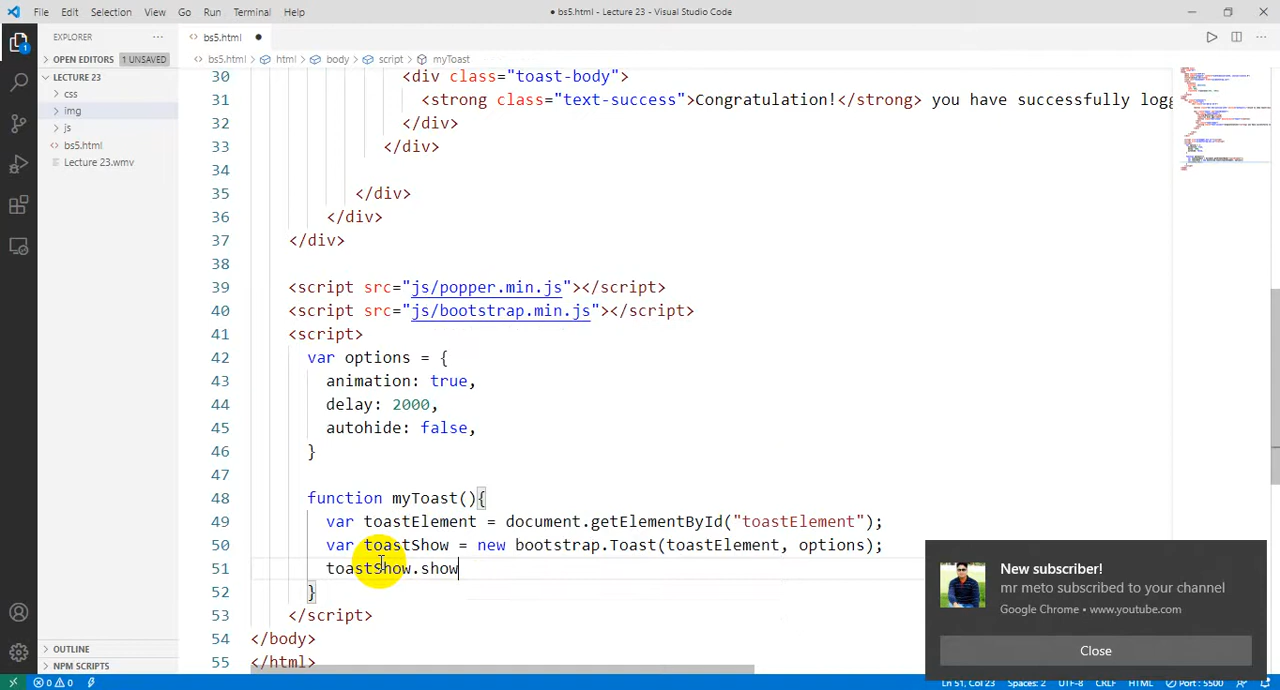 File Edit Selection View Go Run Terminal Help
● bs5.html - Lecture 23 - Visual Studio Code
EXPLORER ···
OPEN EDITORS 1 UNSAVED
LECTURE 23
css
img
js
<> bs5.html
Lecture 23.wmv
OUTLINE
NPM SCRIPTS
1
<> bs5.html ●
<> bs5.html > html > body > script > myToast
30 <div class="toast-body">
31 <strong class="text-success">Congratulation!</strong> you have successfully logg
32 </div>
33 </div>
34
35 </div>
36 </div>
37 </div>
38
39 <script src="js/popper.min.js"></script>
40 <script src="js/bootstrap.min.js"></script>
41 <script>
42 var options = {
43 animation: true,
44 delay: 2000,
45 autohide: false,
46 }
47
48 function myToast(){
49 var toastElement = document.getElementById("toastElement");
50 var toastShow = new bootstrap.Toast(toastElement, options);
51 toastShow.show
52 }
53 </script>
54 </body>
55 </html>
New subscriber!
mr meto subscribed to your channel
Google Chrome • www.youtube.com
Close
0 0
Ln 51, Col 23 Spaces: 2 UTF-8 CRLF HTML Port : 5500